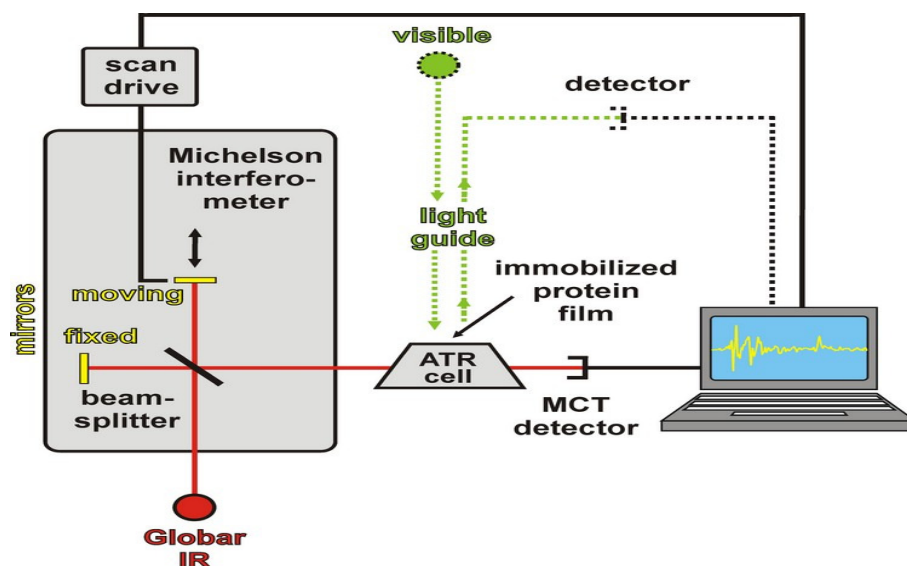 visible
scan
drive
detector
Michelson
interfero-
meter
light
guide
immobilized
protein
film
moving
mirrors
fixed
ATR
cell
beam-
splitter
MCT
detector
Globar
IR